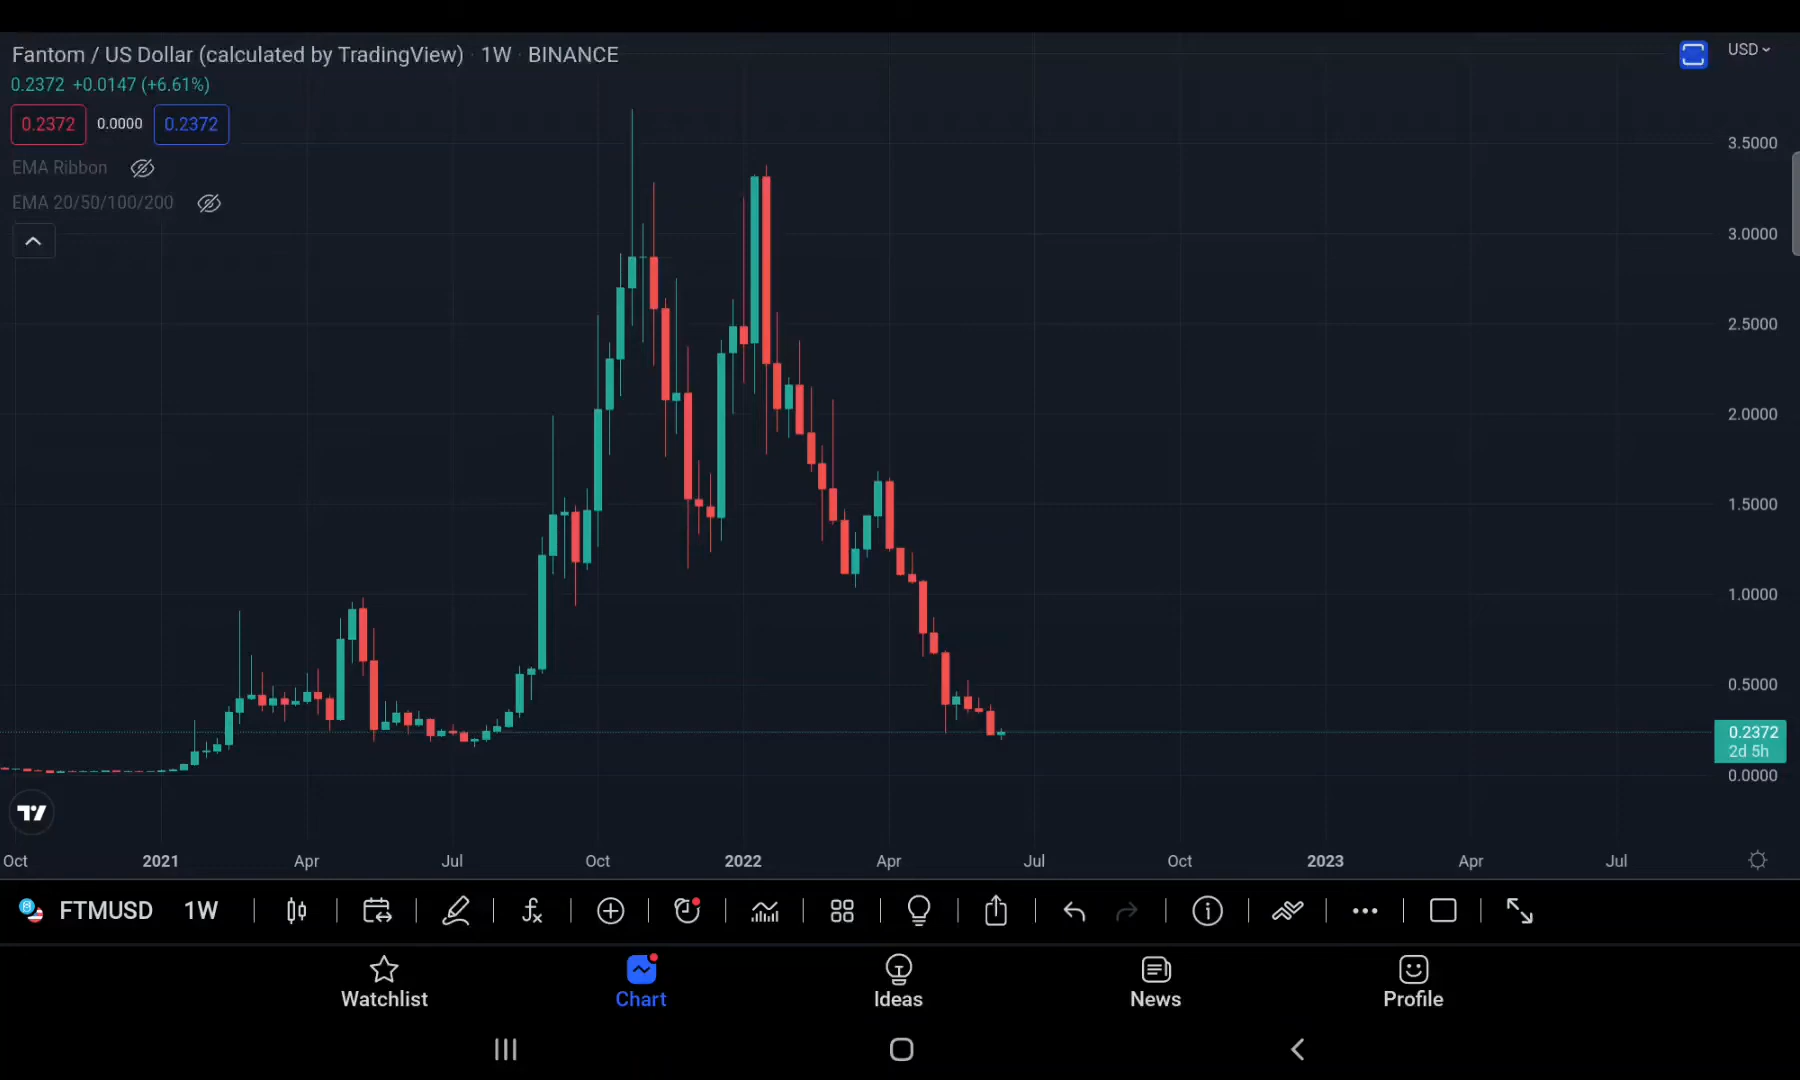 Fantom / US Dollar (calculated by TradingView) · 1W · BINANCE
USD
0.2372 +0.0147 (+6.61%)
0.2372 0.0000 0.2372
EMA Ribbon
EMA 20/50/100/200
3.5000
3.0000
2.5000
2.0000
1.5000
1.0000
0.5000
0.2372
2d 5h
0.0000
Oct 2021 Apr Jul Oct 2022 Apr Jul Oct 2023 Apr Jul
FTMUSD 1W
Watchlist Chart Ideas News Profile